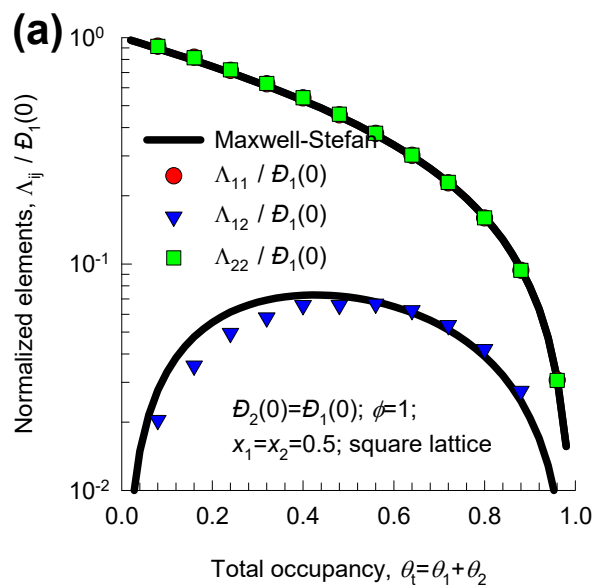 (a)
10⁰
10⁻¹
10⁻²
Normalized elements, Λij / Đ1(0)
Maxwell-Stefan
Λ11 / Đ1(0)
Λ12 / Đ1(0)
Λ22 / Đ1(0)
Đ2(0)=Đ1(0); ϕ=1;
x1=x2=0.5; square lattice
0.0 0.2 0.4 0.6 0.8 1.0
Total occupancy, θt=θ1+θ2